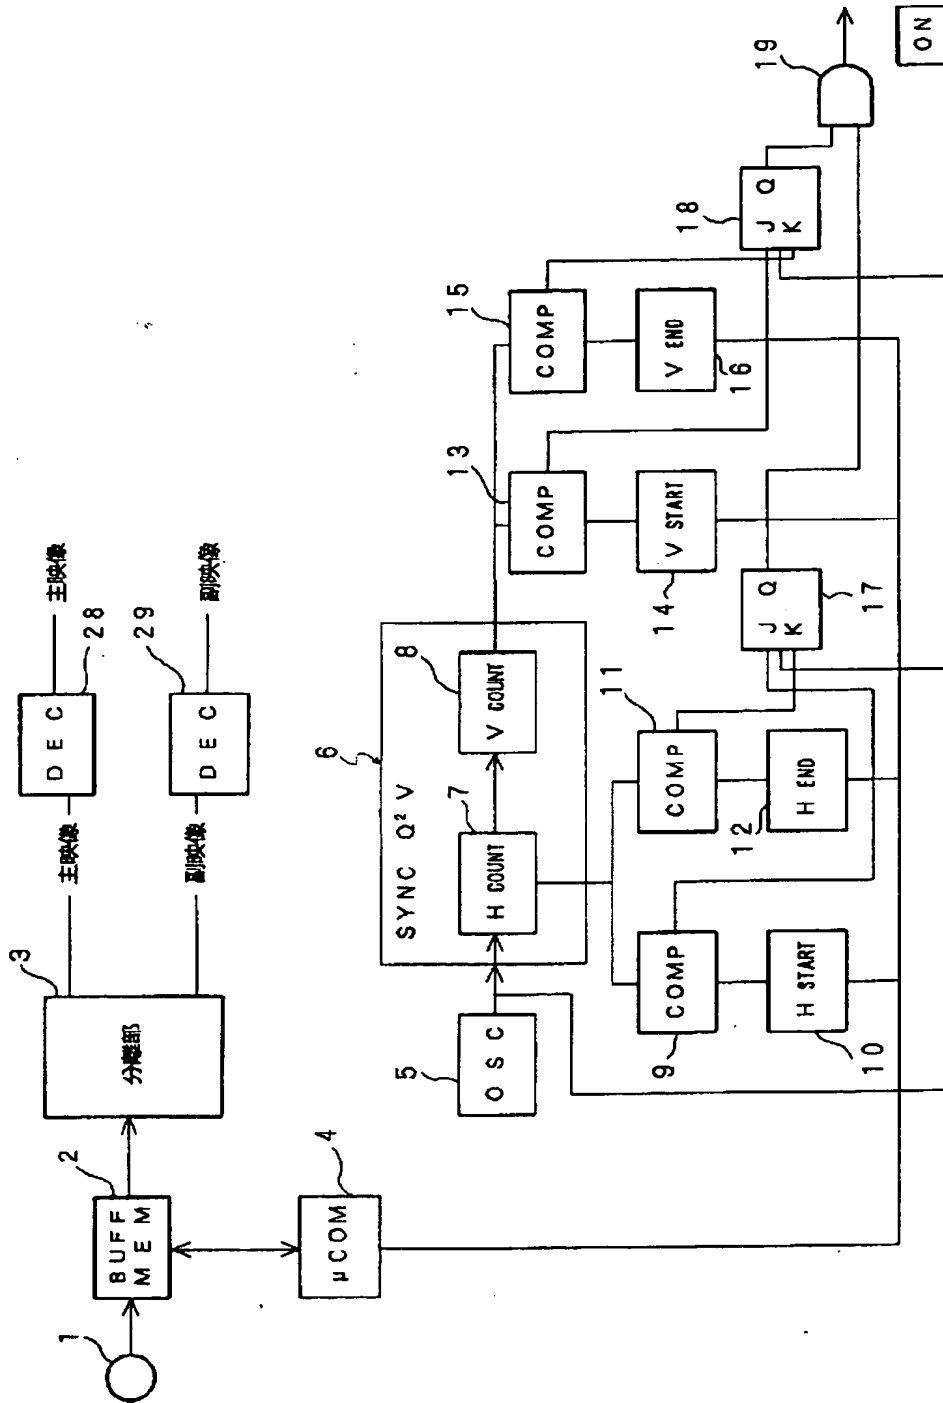 1
BUFF
MEM
2
分離部
3
主映像
副映像
DEC
28
DEC
29
主映像
副映像
μCOM
4
OSC
5
SYNC Q² V
6
H COUNT
7
V COUNT
8
COMP
9
H START
10
COMP
11
H END
12
COMP
13
V START
14
COMP
15
V END
16
J Q
K
17
J Q
K
18
19
ON